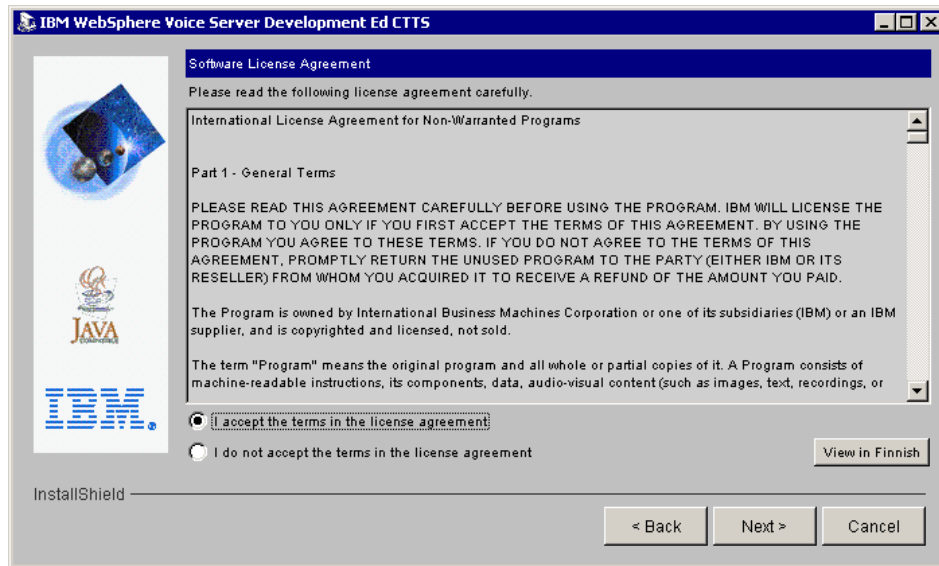 IBM WebSphere Voice Server Development Ed CTTS
Software License Agreement
Please read the following license agreement carefully.
International License Agreement for Non-Warranted Programs
Part 1 - General Terms
PLEASE READ THIS AGREEMENT CAREFULLY BEFORE USING THE PROGRAM. IBM WILL LICENSE THE
PROGRAM TO YOU ONLY IF YOU FIRST ACCEPT THE TERMS OF THIS AGREEMENT. BY USING THE
PROGRAM YOU AGREE TO THESE TERMS. IF YOU DO NOT AGREE TO THE TERMS OF THIS
AGREEMENT, PROMPTLY RETURN THE UNUSED PROGRAM TO THE PARTY (EITHER IBM OR ITS
RESELLER) FROM WHOM YOU ACQUIRED IT TO RECEIVE A REFUND OF THE AMOUNT YOU PAID.
The Program is owned by International Business Machines Corporation or one of its subsidiaries (IBM) or an IBM
supplier, and is copyrighted and licensed, not sold.
The term "Program" means the original program and all whole or partial copies of it. A Program consists of
machine-readable instructions, its components, data, audio-visual content (such as images, text, recordings, or
JAVA
COMPATIBLE
IBM
I accept the terms in the license agreement
I do not accept the terms in the license agreement
View in Finnish
InstallShield
< Back
Next >
Cancel